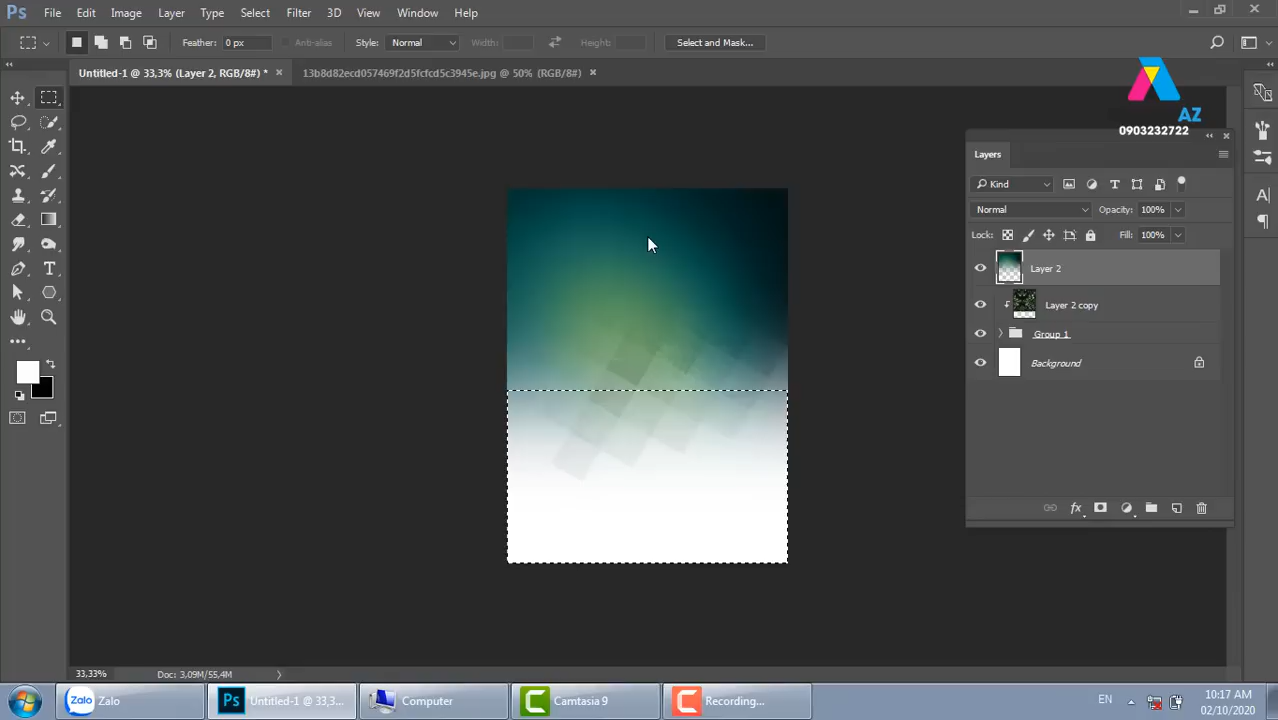 Ps File Edit Image Layer Type Select Filter 3D View Window Help
Feather: 0 px Anti-alias Style: Normal Width: Height: Select and Mask...
Untitled-1 @ 33,3% (Layer 2, RGB/8#) * × 13b8d82ecd057469f2d5fcfcd5c3945e.jpg @ 50% (RGB/8#) ×
AZ
0903232722
Layers
Kind
Normal Opacity: 100%
Lock: Fill: 100%
Layer 2
Layer 2 copy
Group 1
Background
fx
33,33% Doc: 3,09M/55,4M
Zalo Zalo Ps Untitled-1 @ 33,3... Computer Camtasia 9 Recording... EN 10:17 AM
02/10/2020